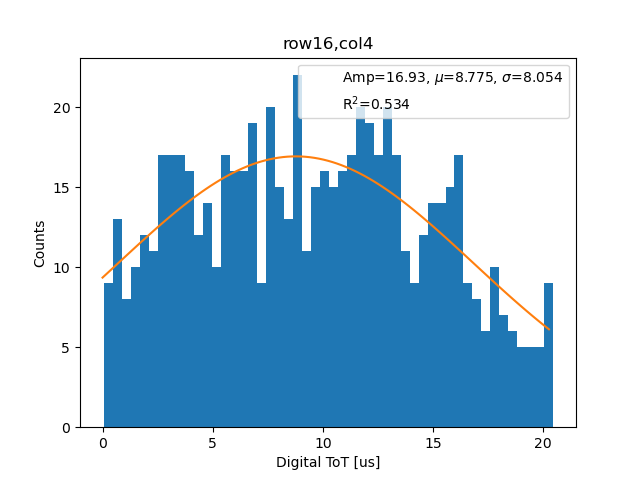 row16,col4
Amp=16.93, μ=8.775, σ=8.054
R²=0.534
20
15
10
5
0
Counts
0 5 10 15 20
Digital ToT [us]